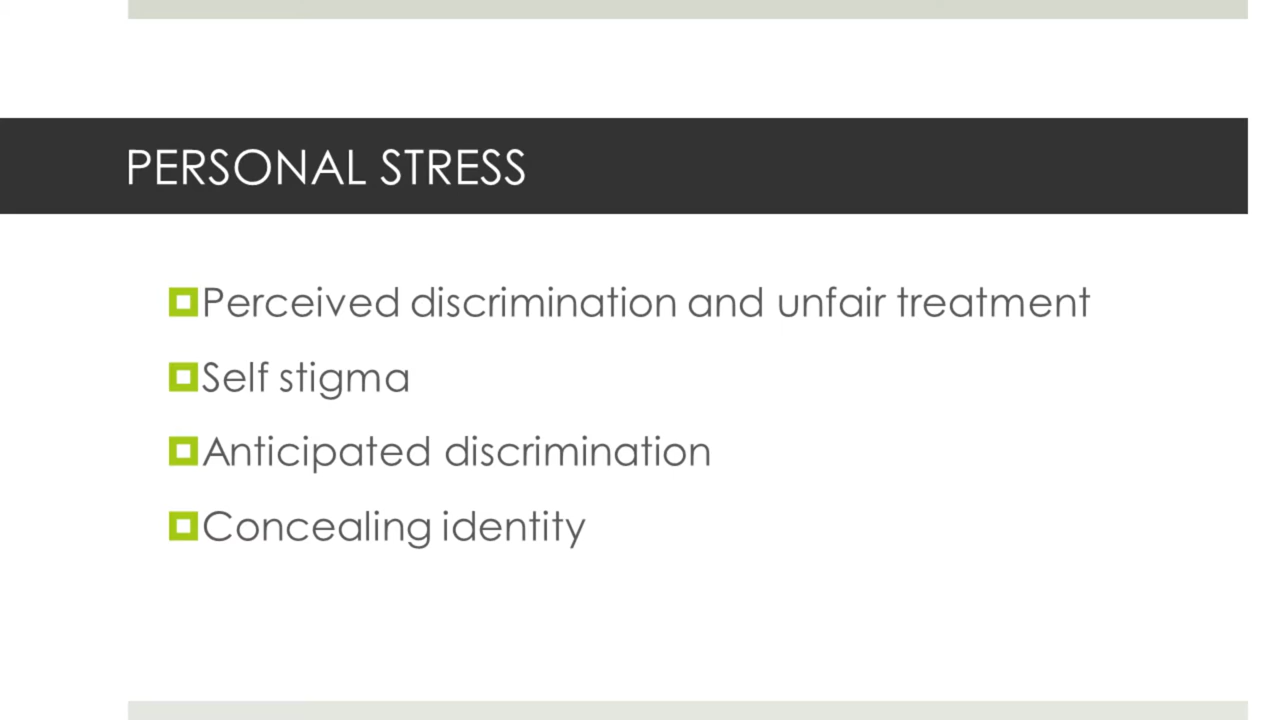 PERSONAL STRESS
Perceived discrimination and unfair treatment
Self stigma
Anticipated discrimination
Concealing identity